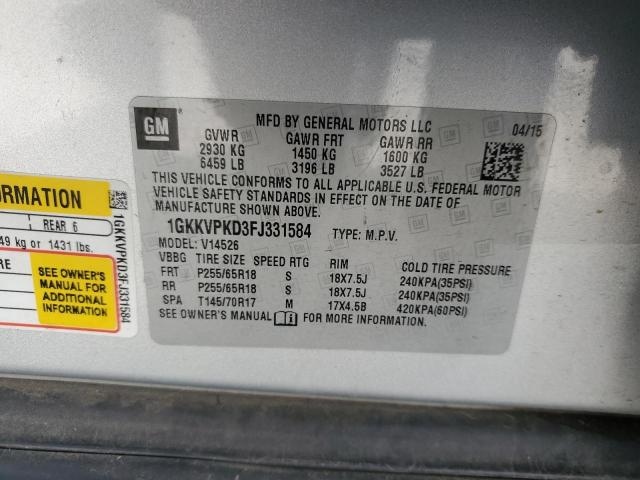 GM
MFD BY GENERAL MOTORS LLC
04/15
GVWR GAWR FRT GAWR RR
2930 KG 1450 KG 1600 KG
6459 LB 3196 LB 3527 LB
THIS VEHICLE CONFORMS TO ALL APPLICABLE U.S. FEDERAL MOTOR
VEHICLE SAFETY STANDARDS IN EFFECT ON THE DATE OF
MANUFACTURE SHOWN ABOVE.
1GKKVPKD3FJ331584 TYPE: M.P.V.
MODEL: V14526
VBBG TIRE SIZE SPEED RTG RIM COLD TIRE PRESSURE
FRT P255/65R18 S 18X7.5J 240KPA(35PSI)
RR P255/65R18 S 18X7.5J 240KPA(35PSI)
SPA T145/70R17 M 17X4.5B 420KPA(60PSI)
SEE OWNER'S MANUAL FOR MORE INFORMATION.
FORMATION
REAR 6
49 kg or 1431 lbs.
RE
SEE OWNER'S
MANUAL FOR
ADDITIONAL
INFORMATION
1GKKVPKD3FJ331584